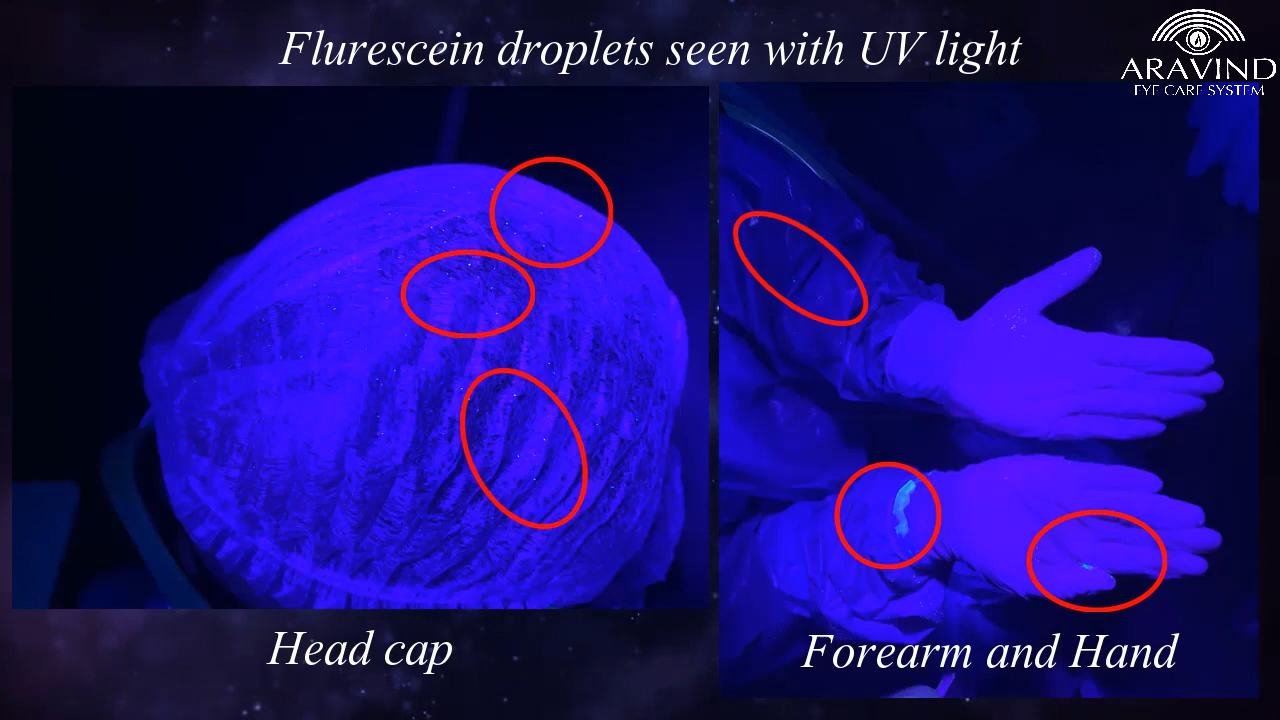 Flurescein droplets seen with UV light
ARAVIND
EYE CARE SYSTEM
Head cap
Forearm and Hand